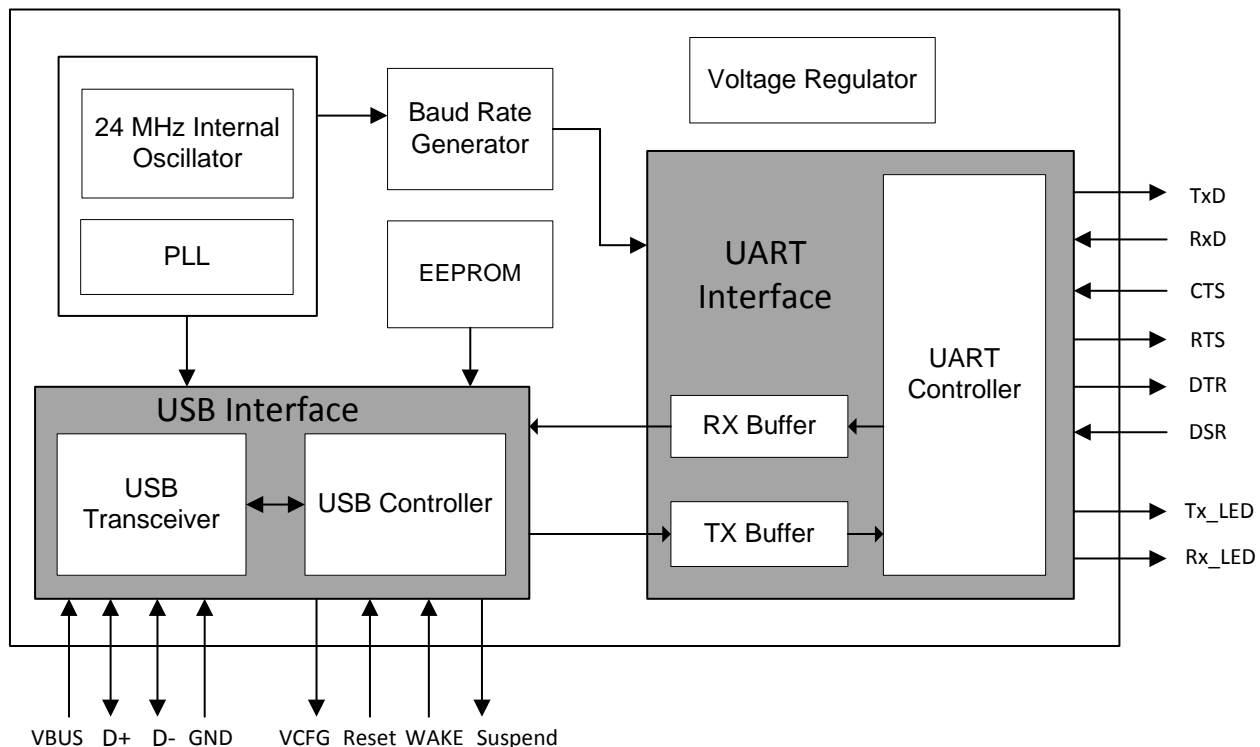 Voltage Regulator
24 MHz Internal
Oscillator
PLL
Baud Rate
Generator
EEPROM
UART
Interface
UART
Controller
RX Buffer
TX Buffer
USB Interface
USB
Transceiver
USB Controller
TxD
RxD
CTS
RTS
DTR
DSR
Tx_LED
Rx_LED
VBUS D+ D- GND VCFG Reset WAKE Suspend